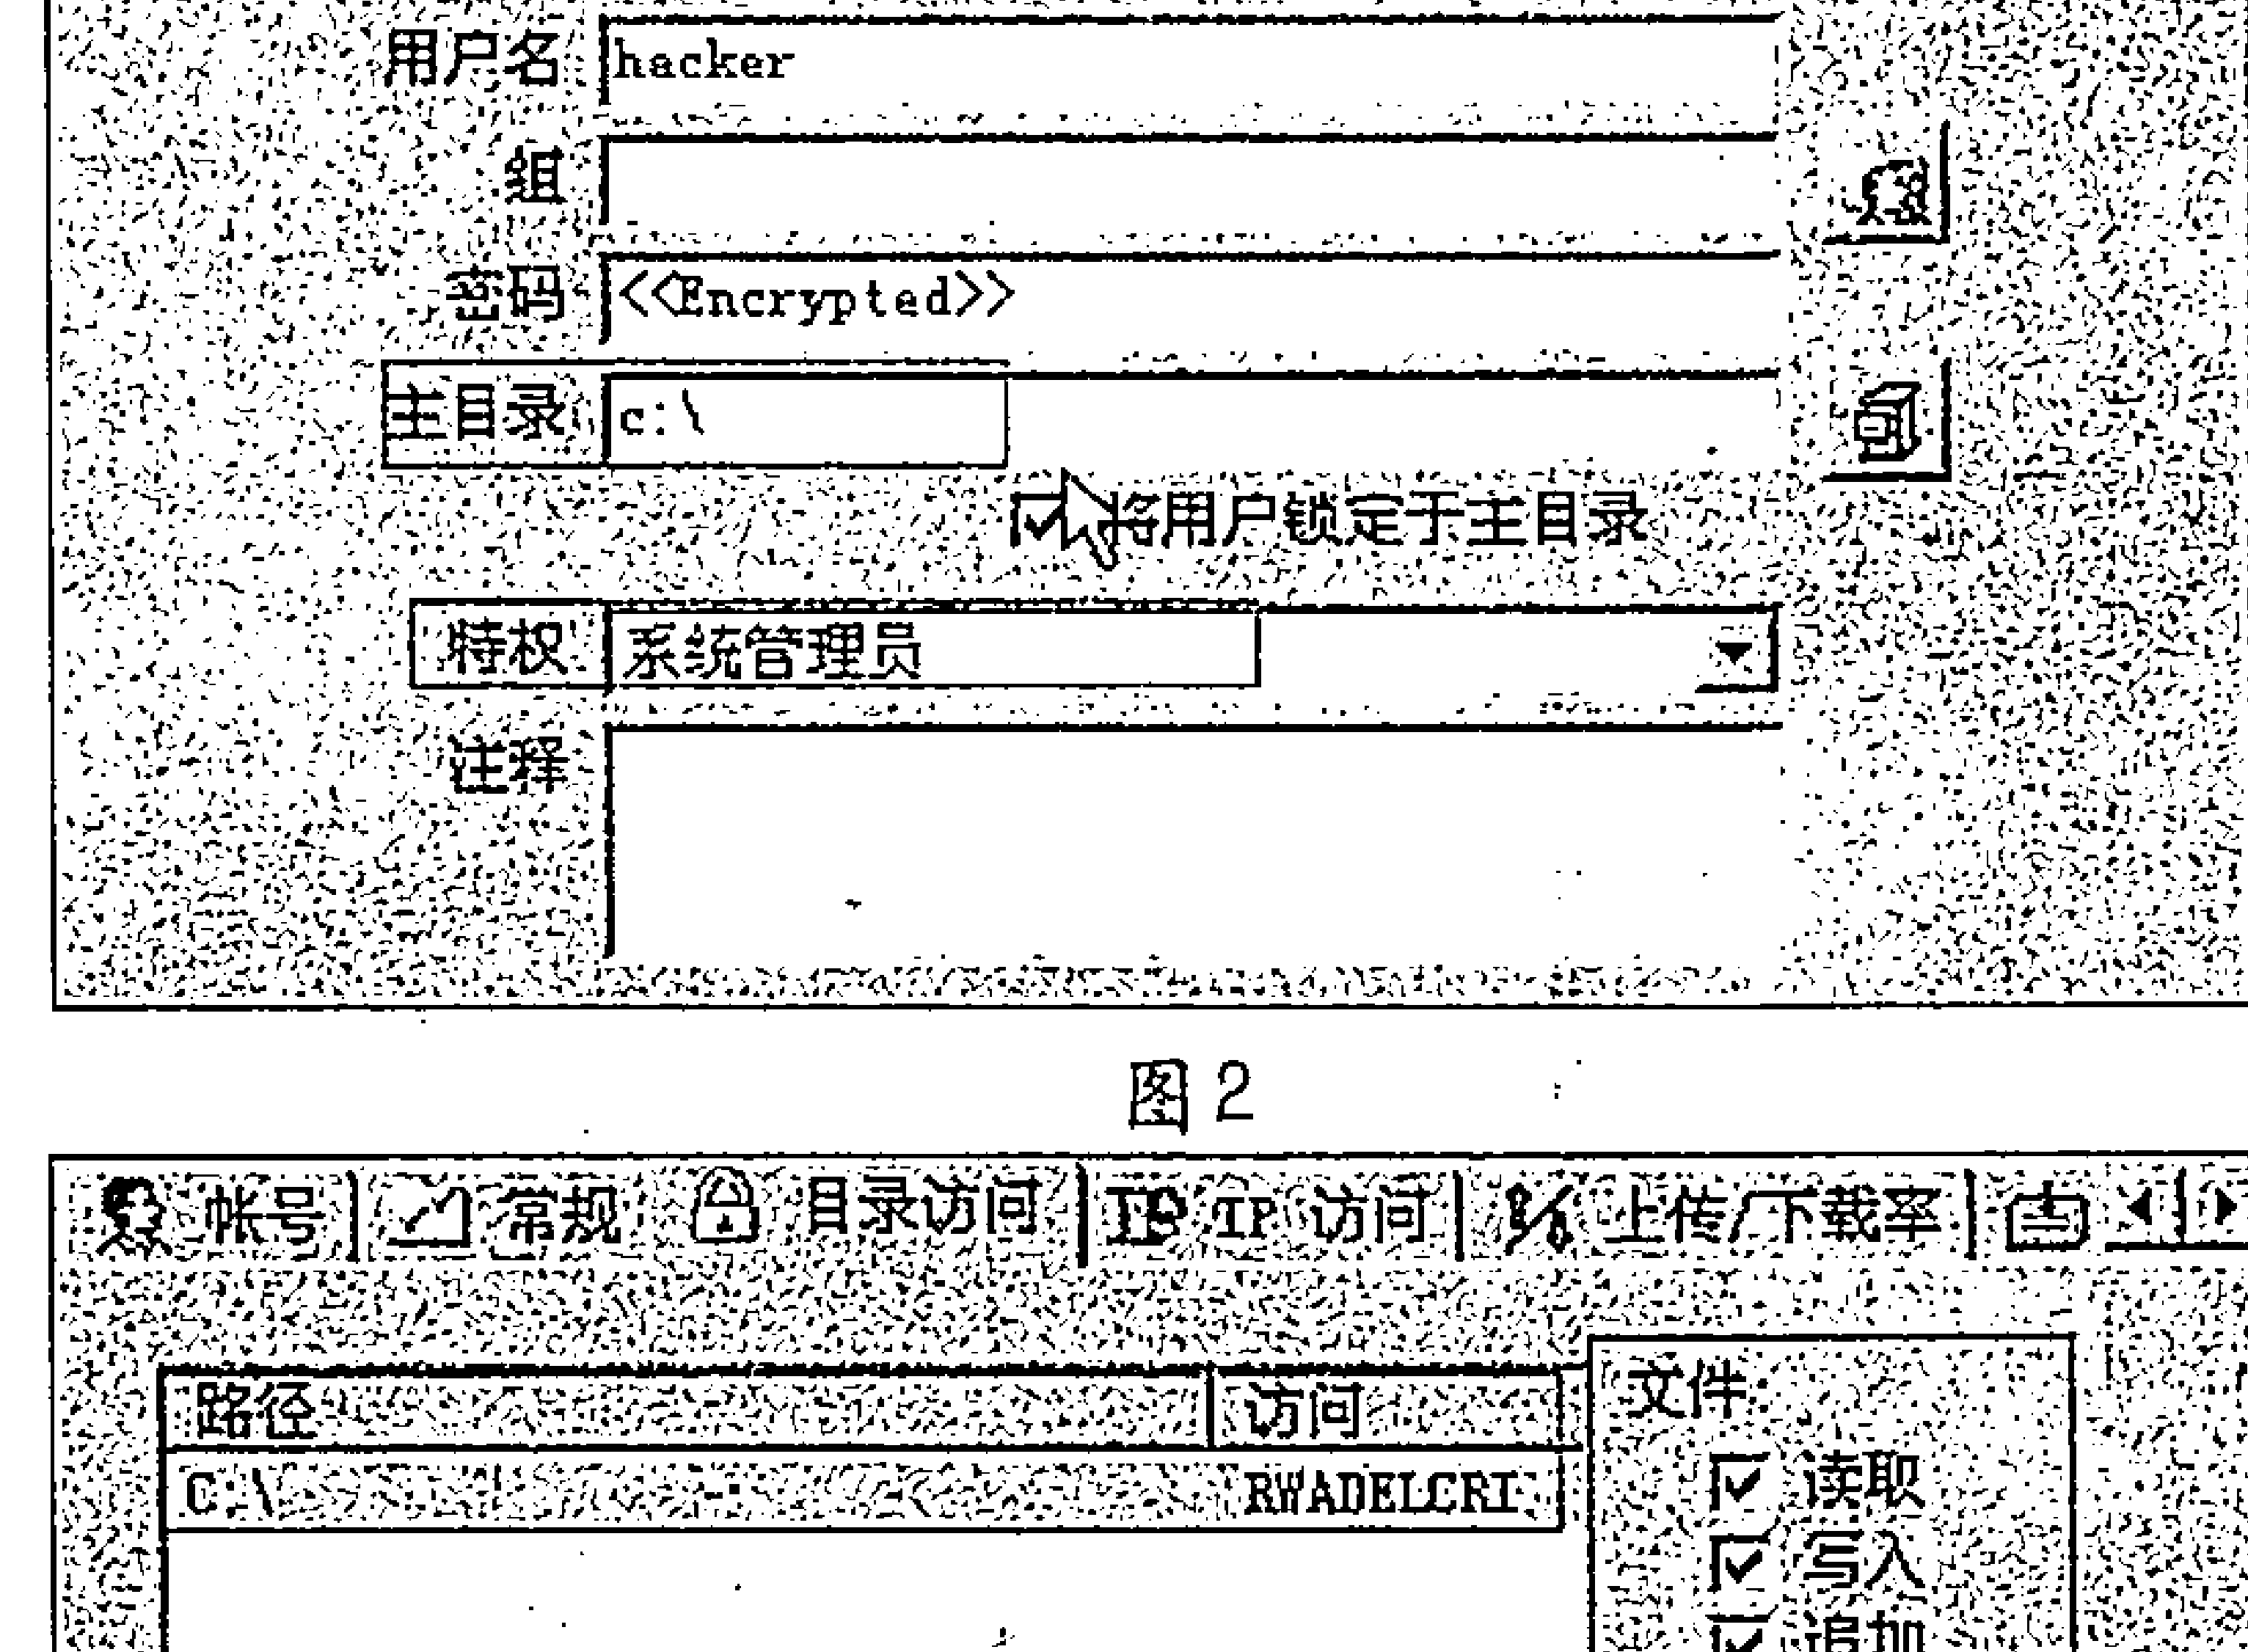 用户名 hacker
组
密码 <<Encrypted>>
主目录 c:\
将用户锁定于主目录
特权 系统管理员
注释
图2
帐号 常规 目录访问 IP IP 访问 上传/下载率
路径 访问 文件
C:\ RWADELCRI 读取
写入
追加